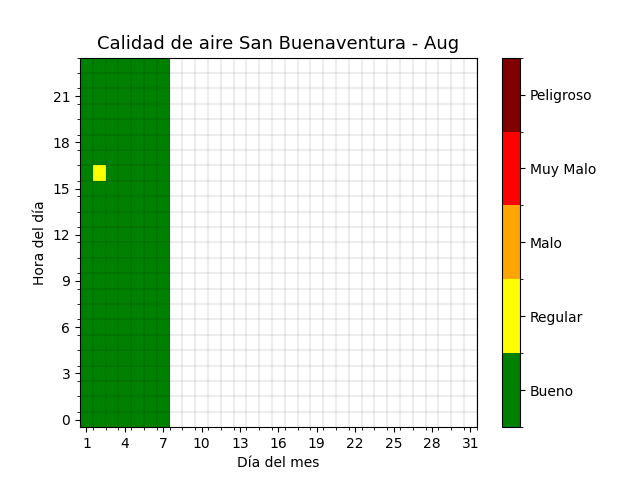 Calidad de aire San Buenaventura - Aug
Hora del día
21
18
15
12
9
6
3
0
1 4 7 10 13 16 19 22 25 28 31
Día del mes
Peligroso
Muy Malo
Malo
Regular
Bueno